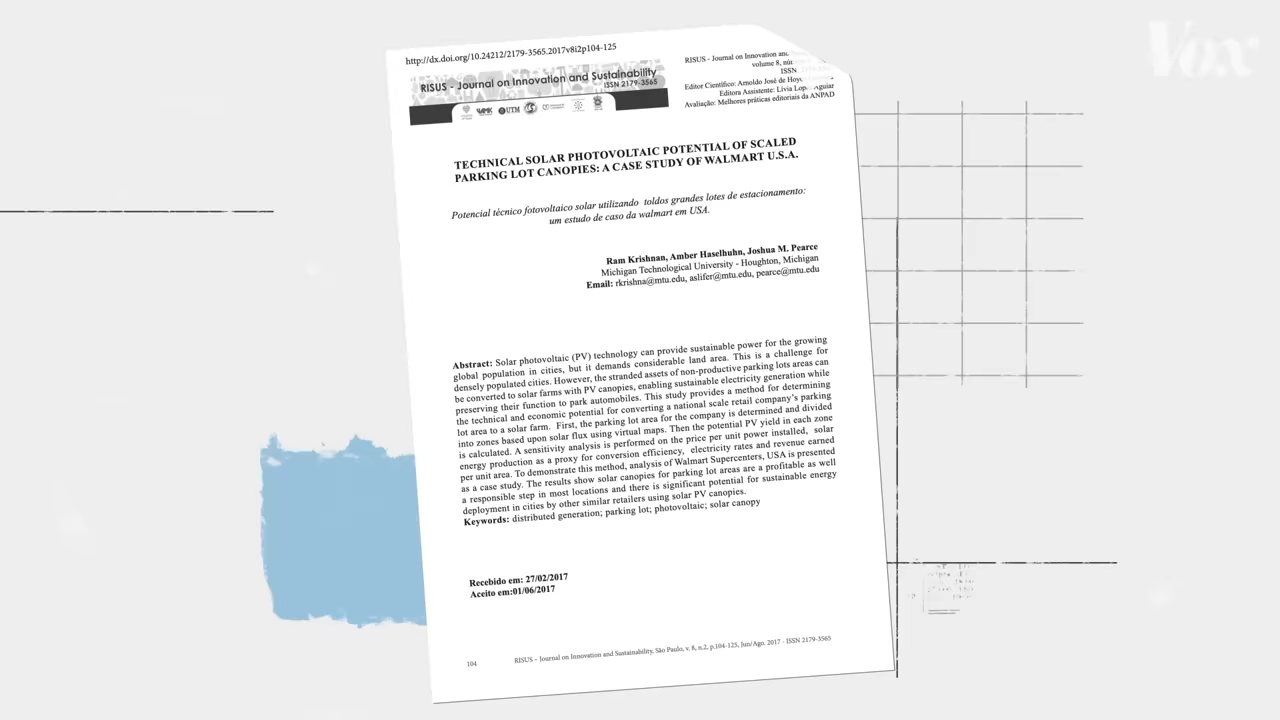 http://dx.doi.org/10.24212/2179-3565.2017v8i2p104-125
RISUS - Journal on Innovation and Sustainability
ISSN 2179-3565
UTM
RISUS - Journal on Innovation and
volume 8,
ISSN
Editor Científico: Arnoldo José de
Editora Assistente: Lívia Aguiar
Avaliação: Melhores práticas editoriais da ANPAD
TECHNICAL SOLAR PHOTOVOLTAIC POTENTIAL OF SCALED
PARKING LOT CANOPIES: A CASE STUDY OF WALMART U.S.A.
Potencial técnico fotovoltaico solar utilizando toldos grandes lotes de estacionamento:
um estudo de caso da walmart em USA.
Ram Krishnan, Amber Haselhuhn, Joshua M. Pearce
Michigan Technological University - Houghton, Michigan
Email: rkrishna@mtu.edu, aslifer@mtu.edu, pearce@mtu.edu
Abstract: Solar photovoltaic (PV) technology can provide sustainable power for the growing
global population in cities, but it demands considerable land area. This is a challenge for
densely populated cities. However, the stranded assets of non-productive parking lots areas can
be converted to solar farms with PV canopies, enabling sustainable electricity generation while
preserving their function to park automobiles. This study provides a method for determining
the technical and economic potential for converting a national scale retail company's parking
lot area to a solar farm. First, the parking lot area for the company is determined and divided
into zones based upon solar flux using virtual maps. Then the potential PV yield in each zone
is calculated. A sensitivity analysis is performed on the price per unit power installed, solar
energy production as a proxy for conversion efficiency, electricity rates and revenue earned
per unit area. To demonstrate this method, analysis of Walmart Supercenters, USA is presented
as a case study. The results show solar canopies for parking lot areas are a profitable as well
a responsible step in most locations and there is significant potential for sustainable energy
deployment in cities by other similar retailers using solar PV canopies.
Keywords: distributed generation; parking lot; photovoltaic; solar canopy
Recebido em: 27/02/2017
Aceito em:01/06/2017
104 RISUS – Journal on Innovation and Sustainability, São Paulo, v. 8, n.2, p.104-125, Jun/Ago. 2017 - ISSN 2179-3565